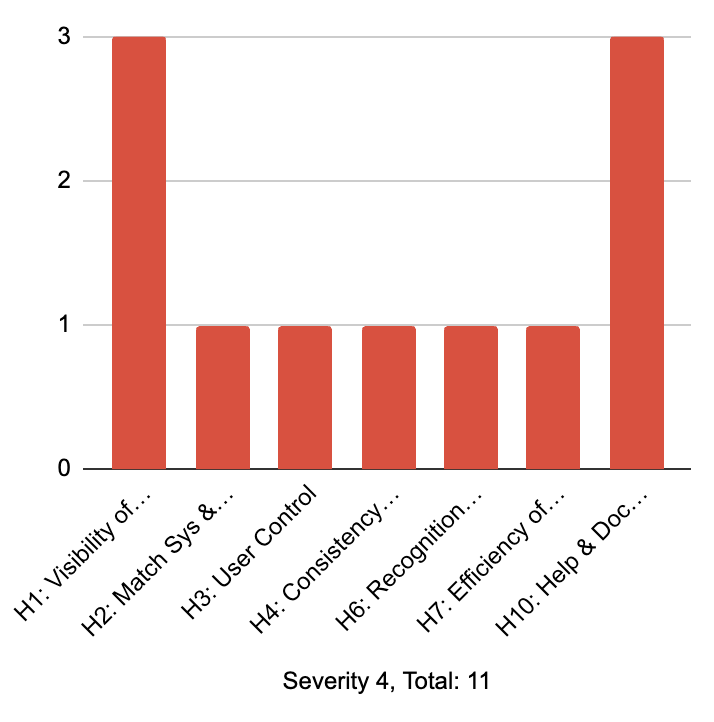 3
2
1
0
H1: Visibility of…
H2: Match Sys &…
H3: User Control
H4: Consistency…
H6: Recognition…
H7: Efficiency of…
H10: Help & Doc…
Severity 4, Total: 11